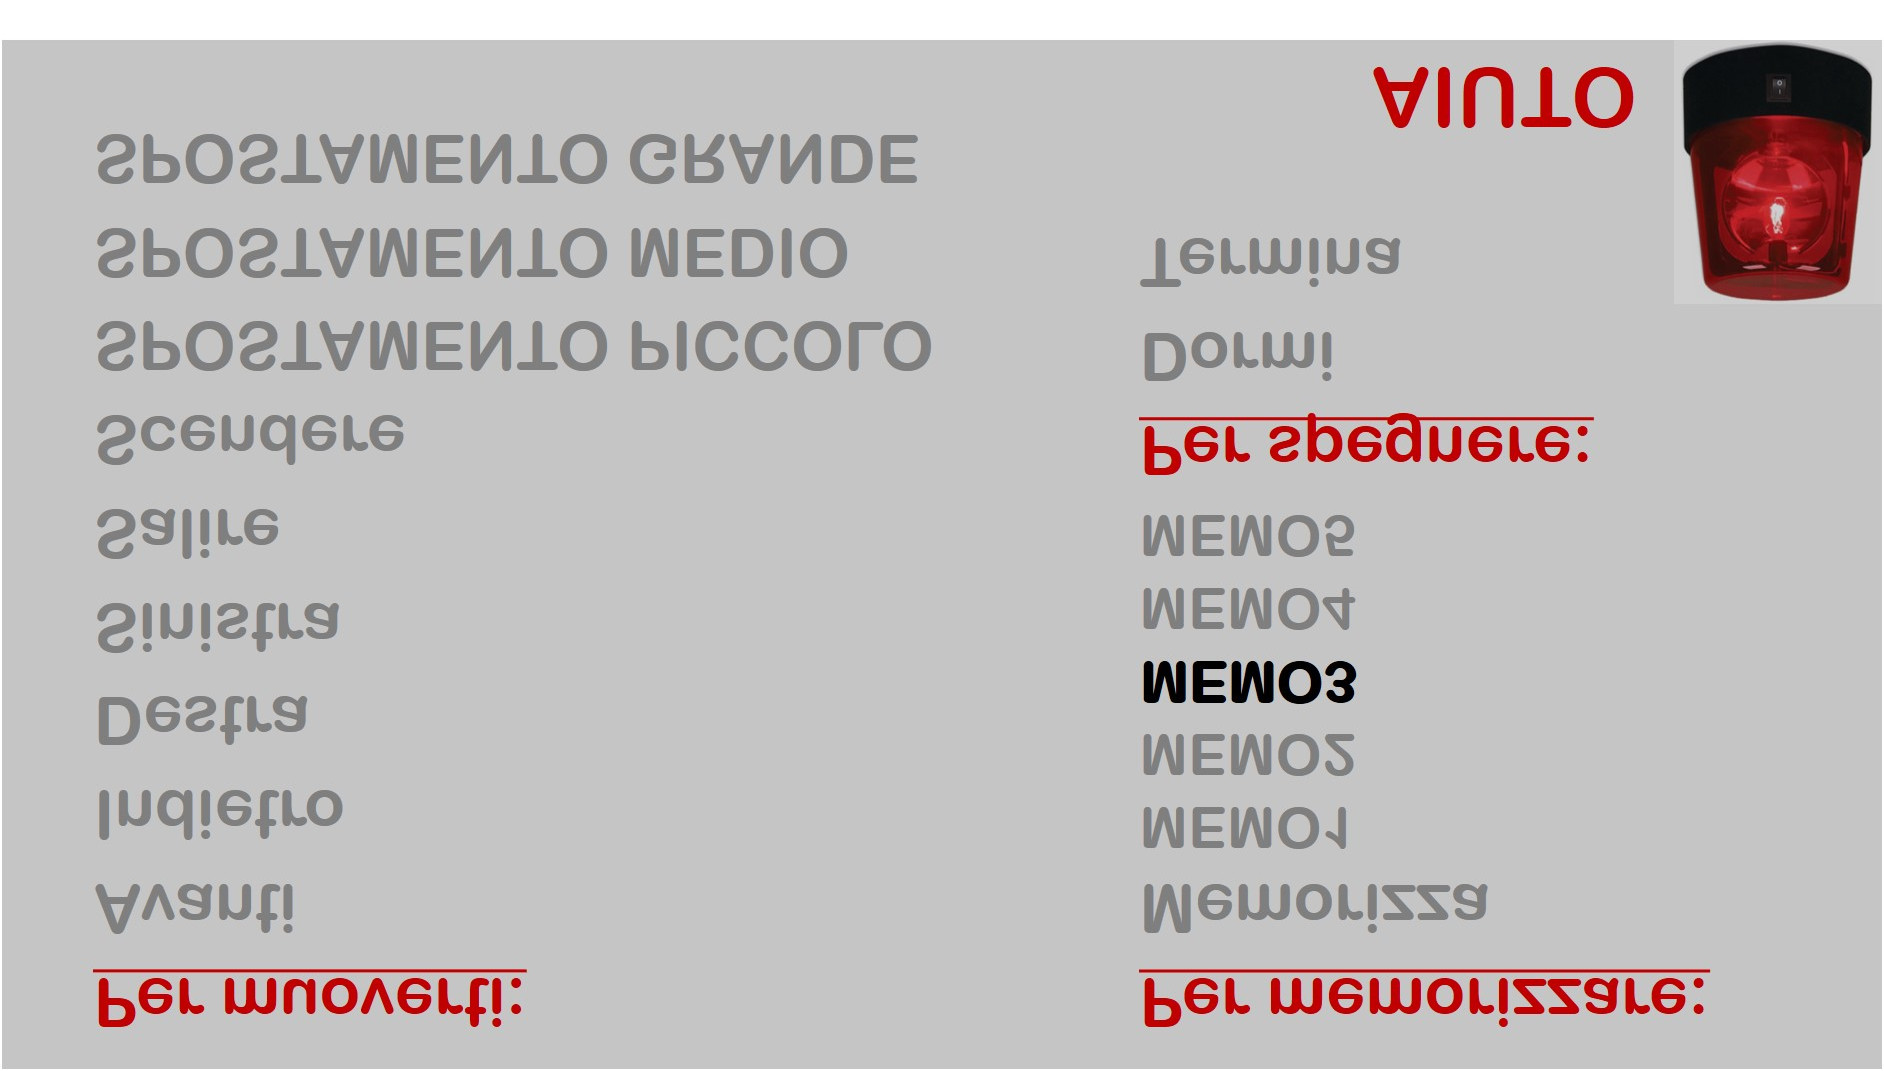 Per muoverti:
Avanti
Indietro
Destra
Sinistra
Salire
Scendere
SPOSTAMENTO PICCOLO
SPOSTAMENTO MEDIO
SPOSTAMENTO GRANDE
Per memorizzare:
Memorizza
MEMO1
MEMO2
MEMO3
MEMO4
MEMO5
Per spegnere:
Dormi
Termina
AIUTO